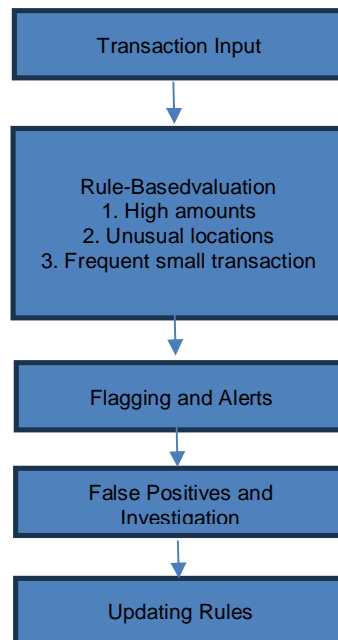 Transaction Input
Rule-Basedvaluation
1. High amounts
2. Unusual locations
3. Frequent small transaction
Flagging and Alerts
False Positives and
Investigation
Updating Rules